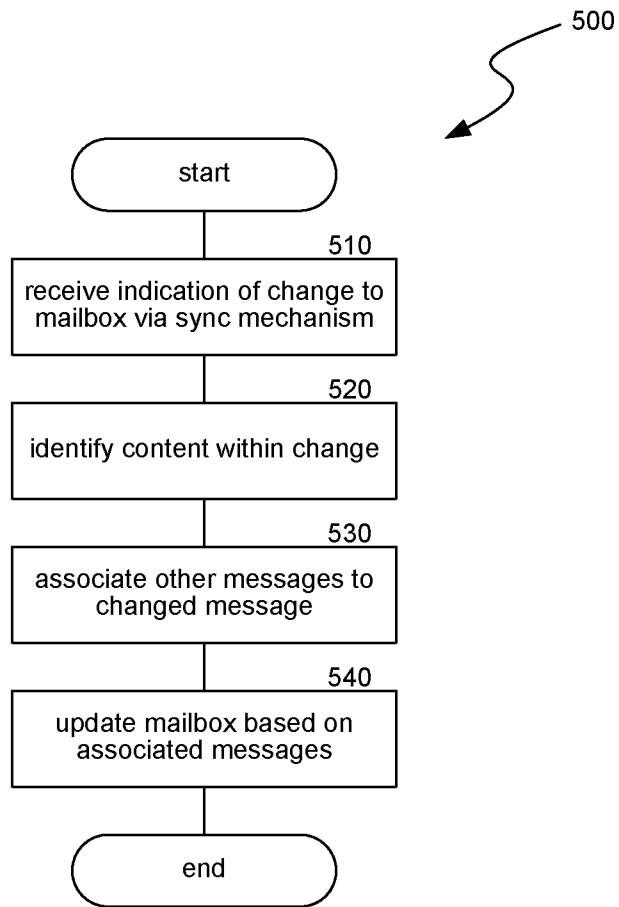 500
start
510
receive indication of change to
mailbox via sync mechanism
520
identify content within change
530
associate other messages to
changed message
540
update mailbox based on
associated messages
end